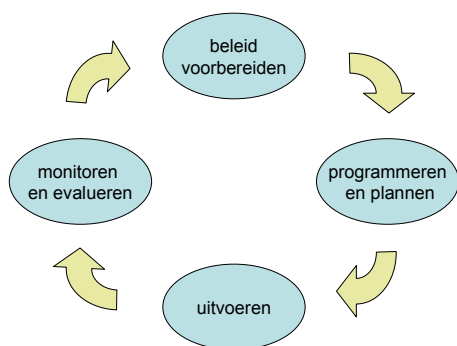 beleid
voorbereiden
programmeren
en plannen
uitvoeren
monitoren
en evalueren